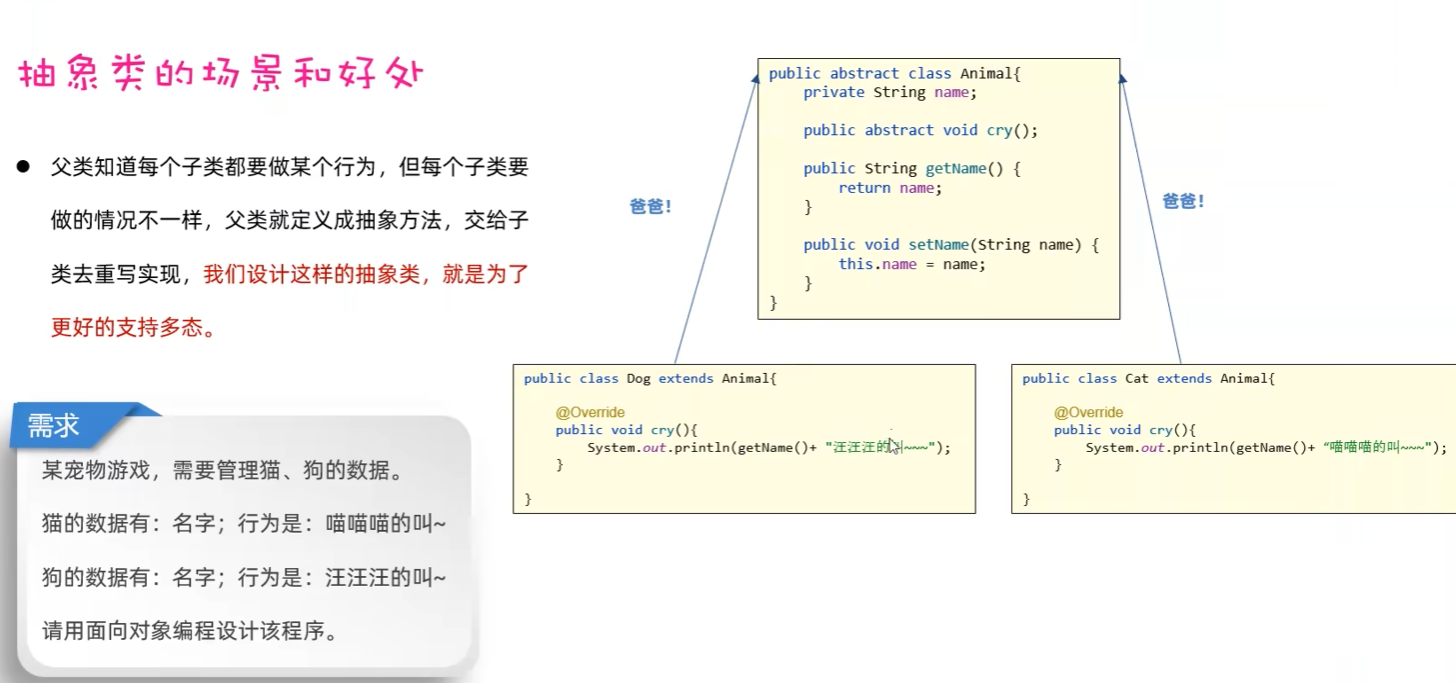 抽象类的场景和好处
● 父类知道每个子类都要做某个行为，但每个子类要
做的情况不一样，父类就定义成抽象方法，交给子
类去重写实现，我们设计这样的抽象类，就是为了
更好的支持多态。
需求
某宠物游戏，需要管理猫、狗的数据。
猫的数据有：名字；行为是：喵喵喵的叫~
狗的数据有：名字；行为是：汪汪汪的叫~
请用面向对象编程设计该程序。
public abstract class Animal{
private String name;
public abstract void cry();
public String getName() {
return name;
}
public void setName(String name) {
this.name = name;
}
}
爸爸！
爸爸！
public class Dog extends Animal{
@Override
public void cry(){
System.out.println(getName()+ "汪汪汪的叫~~~");
}
}
public class Cat extends Animal{
@Override
public void cry(){
System.out.println(getName()+ “喵喵喵的叫~~~");
}
}